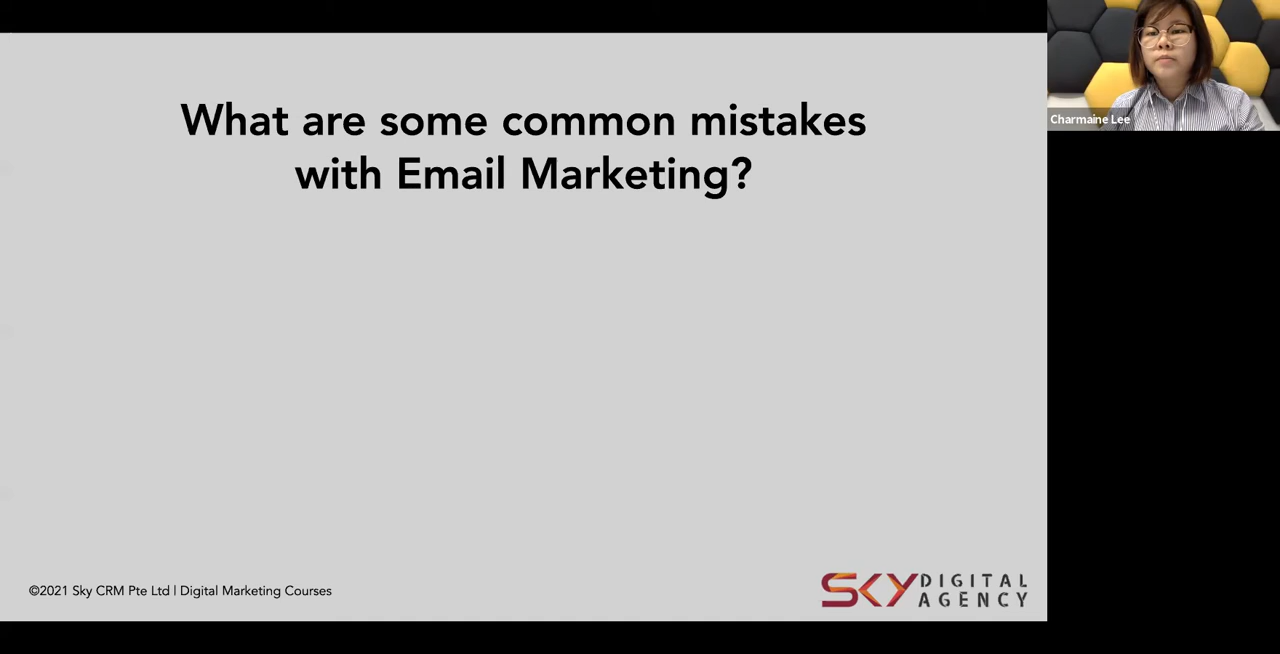 What are some common mistakes
with Email Marketing?
Charmaine Lee
©2021 Sky CRM Pte Ltd | Digital Marketing Courses
SKY DIGITAL
AGENCY